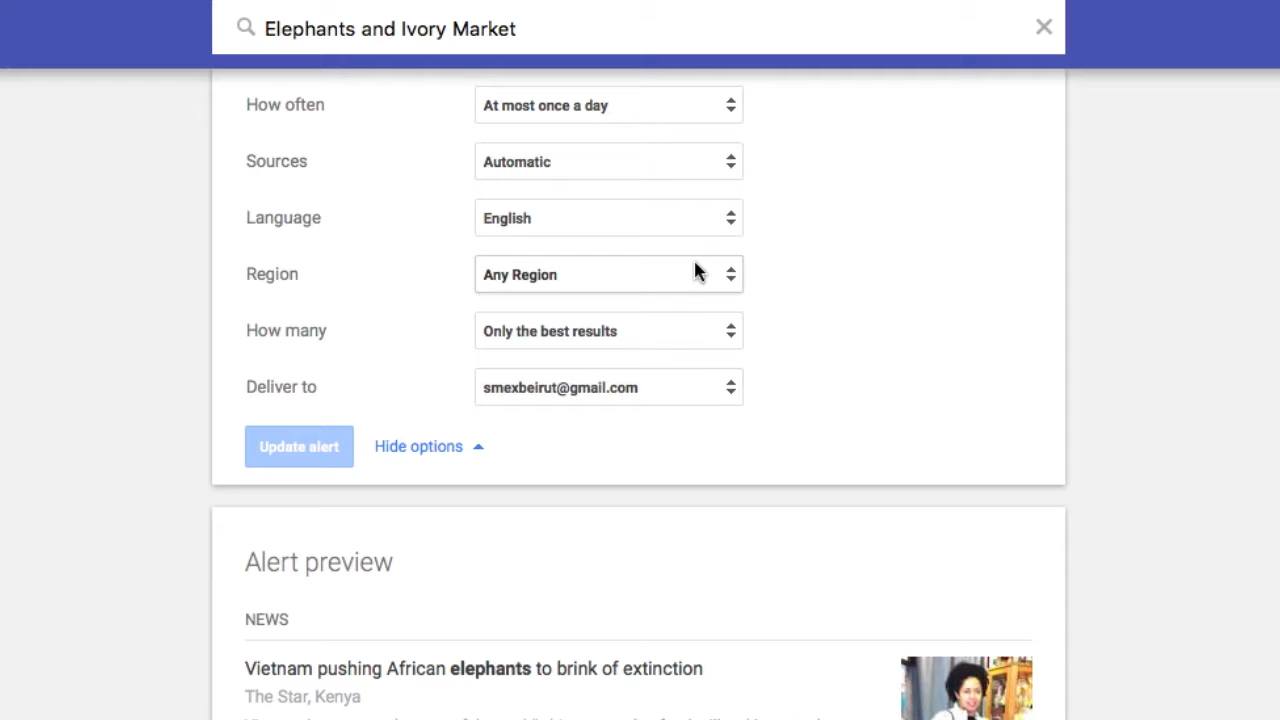 Elephants and Ivory Market
How often At most once a day
Sources Automatic
Language English
Region Any Region
How many Only the best results
Deliver to smexbeirut@gmail.com
Update alert Hide options
Alert preview
NEWS
Vietnam pushing African elephants to brink of extinction
The Star, Kenya